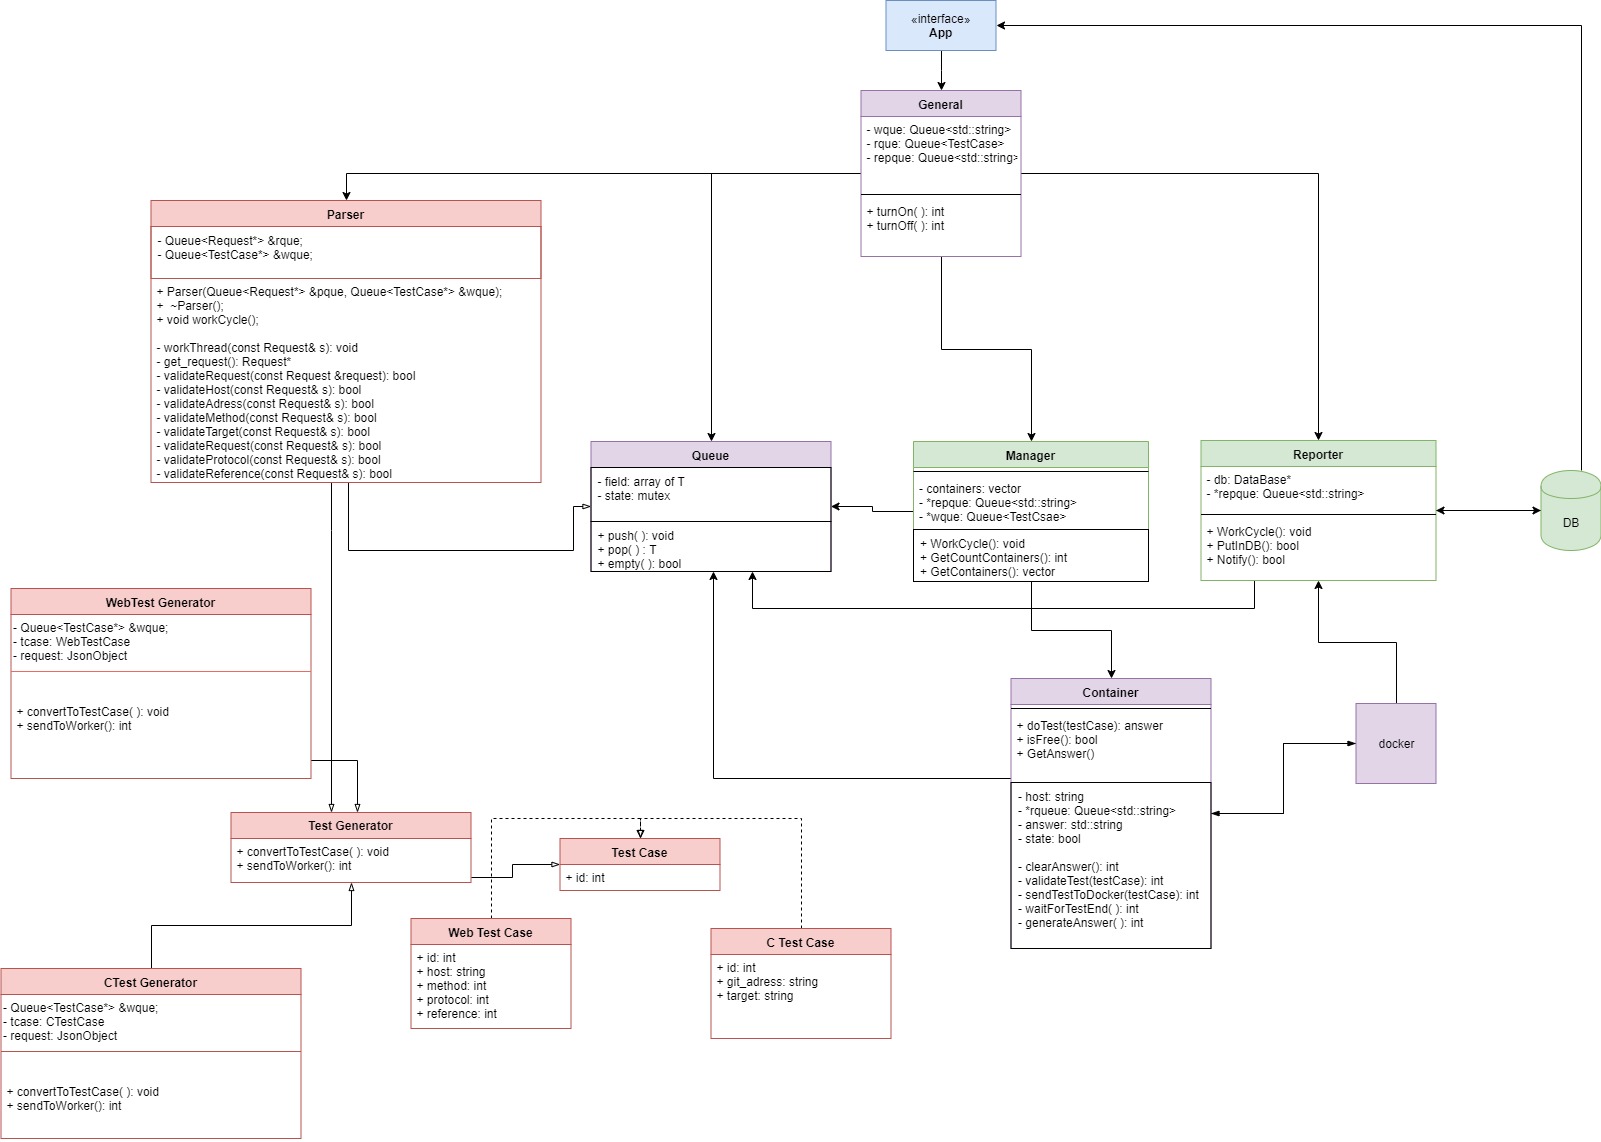 «interface»
App
General
- wque: Queue<std::string>
- rque: Queue<TestCase>
- repque: Queue<std::string>
+ turnOn( ): int
+ turnOff( ): int
Parser
- Queue<Request*> &rque;
- Queue<TestCase*> &wque;
+ Parser(Queue<Request*> &pque, Queue<TestCase*> &wque);
+ ~Parser();
+ void workCycle();
- workThread(const Request& s): void
- get_request(): Request*
- validateRequest(const Request &request): bool
- validateHost(const Request& s): bool
- validateAdress(const Request& s): bool
- validateMethod(const Request& s): bool
- validateTarget(const Request& s): bool
- validateRequest(const Request& s): bool
- validateProtocol(const Request& s): bool
- validateReference(const Request& s): bool
Queue
- field: array of T
- state: mutex
+ push( ): void
+ pop( ) : T
+ empty( ): bool
Manager
- containers: vector
- *repque: Queue<std::string>
- *wque: Queue<TestCsae>
+ WorkCycle(): void
+ GetCountContainers(): int
+ GetContainers(): vector
Reporter
- db: DataBase*
- *repque: Queue<std::string>
+ WorkCycle(): void
+ PutInDB(): bool
+ Notify(): bool
DB
WebTest Generator
- Queue<TestCase*> &wque;
- tcase: WebTestCase
- request: JsonObject
+ convertToTestCase( ): void
+ sendToWorker(): int
Container
+ doTest(testCase): answer
+ isFree(): bool
+ GetAnswer()
- host: string
- *rqueue: Queue<std::string>
- answer: std::string
- state: bool
- clearAnswer(): int
- validateTest(testCase): int
- sendTestToDocker(testCase): int
- waitForTestEnd( ): int
- generateAnswer( ): int
docker
Test Generator
+ convertToTestCase( ): void
+ sendToWorker(): int
Test Case
+ id: int
Web Test Case
+ id: int
+ host: string
+ method: int
+ protocol: int
+ reference: int
C Test Case
+ id: int
+ git_adress: string
+ target: string
CTest Generator
- Queue<TestCase*> &wque;
- tcase: CTestCase
- request: JsonObject
+ convertToTestCase( ): void
+ sendToWorker(): int